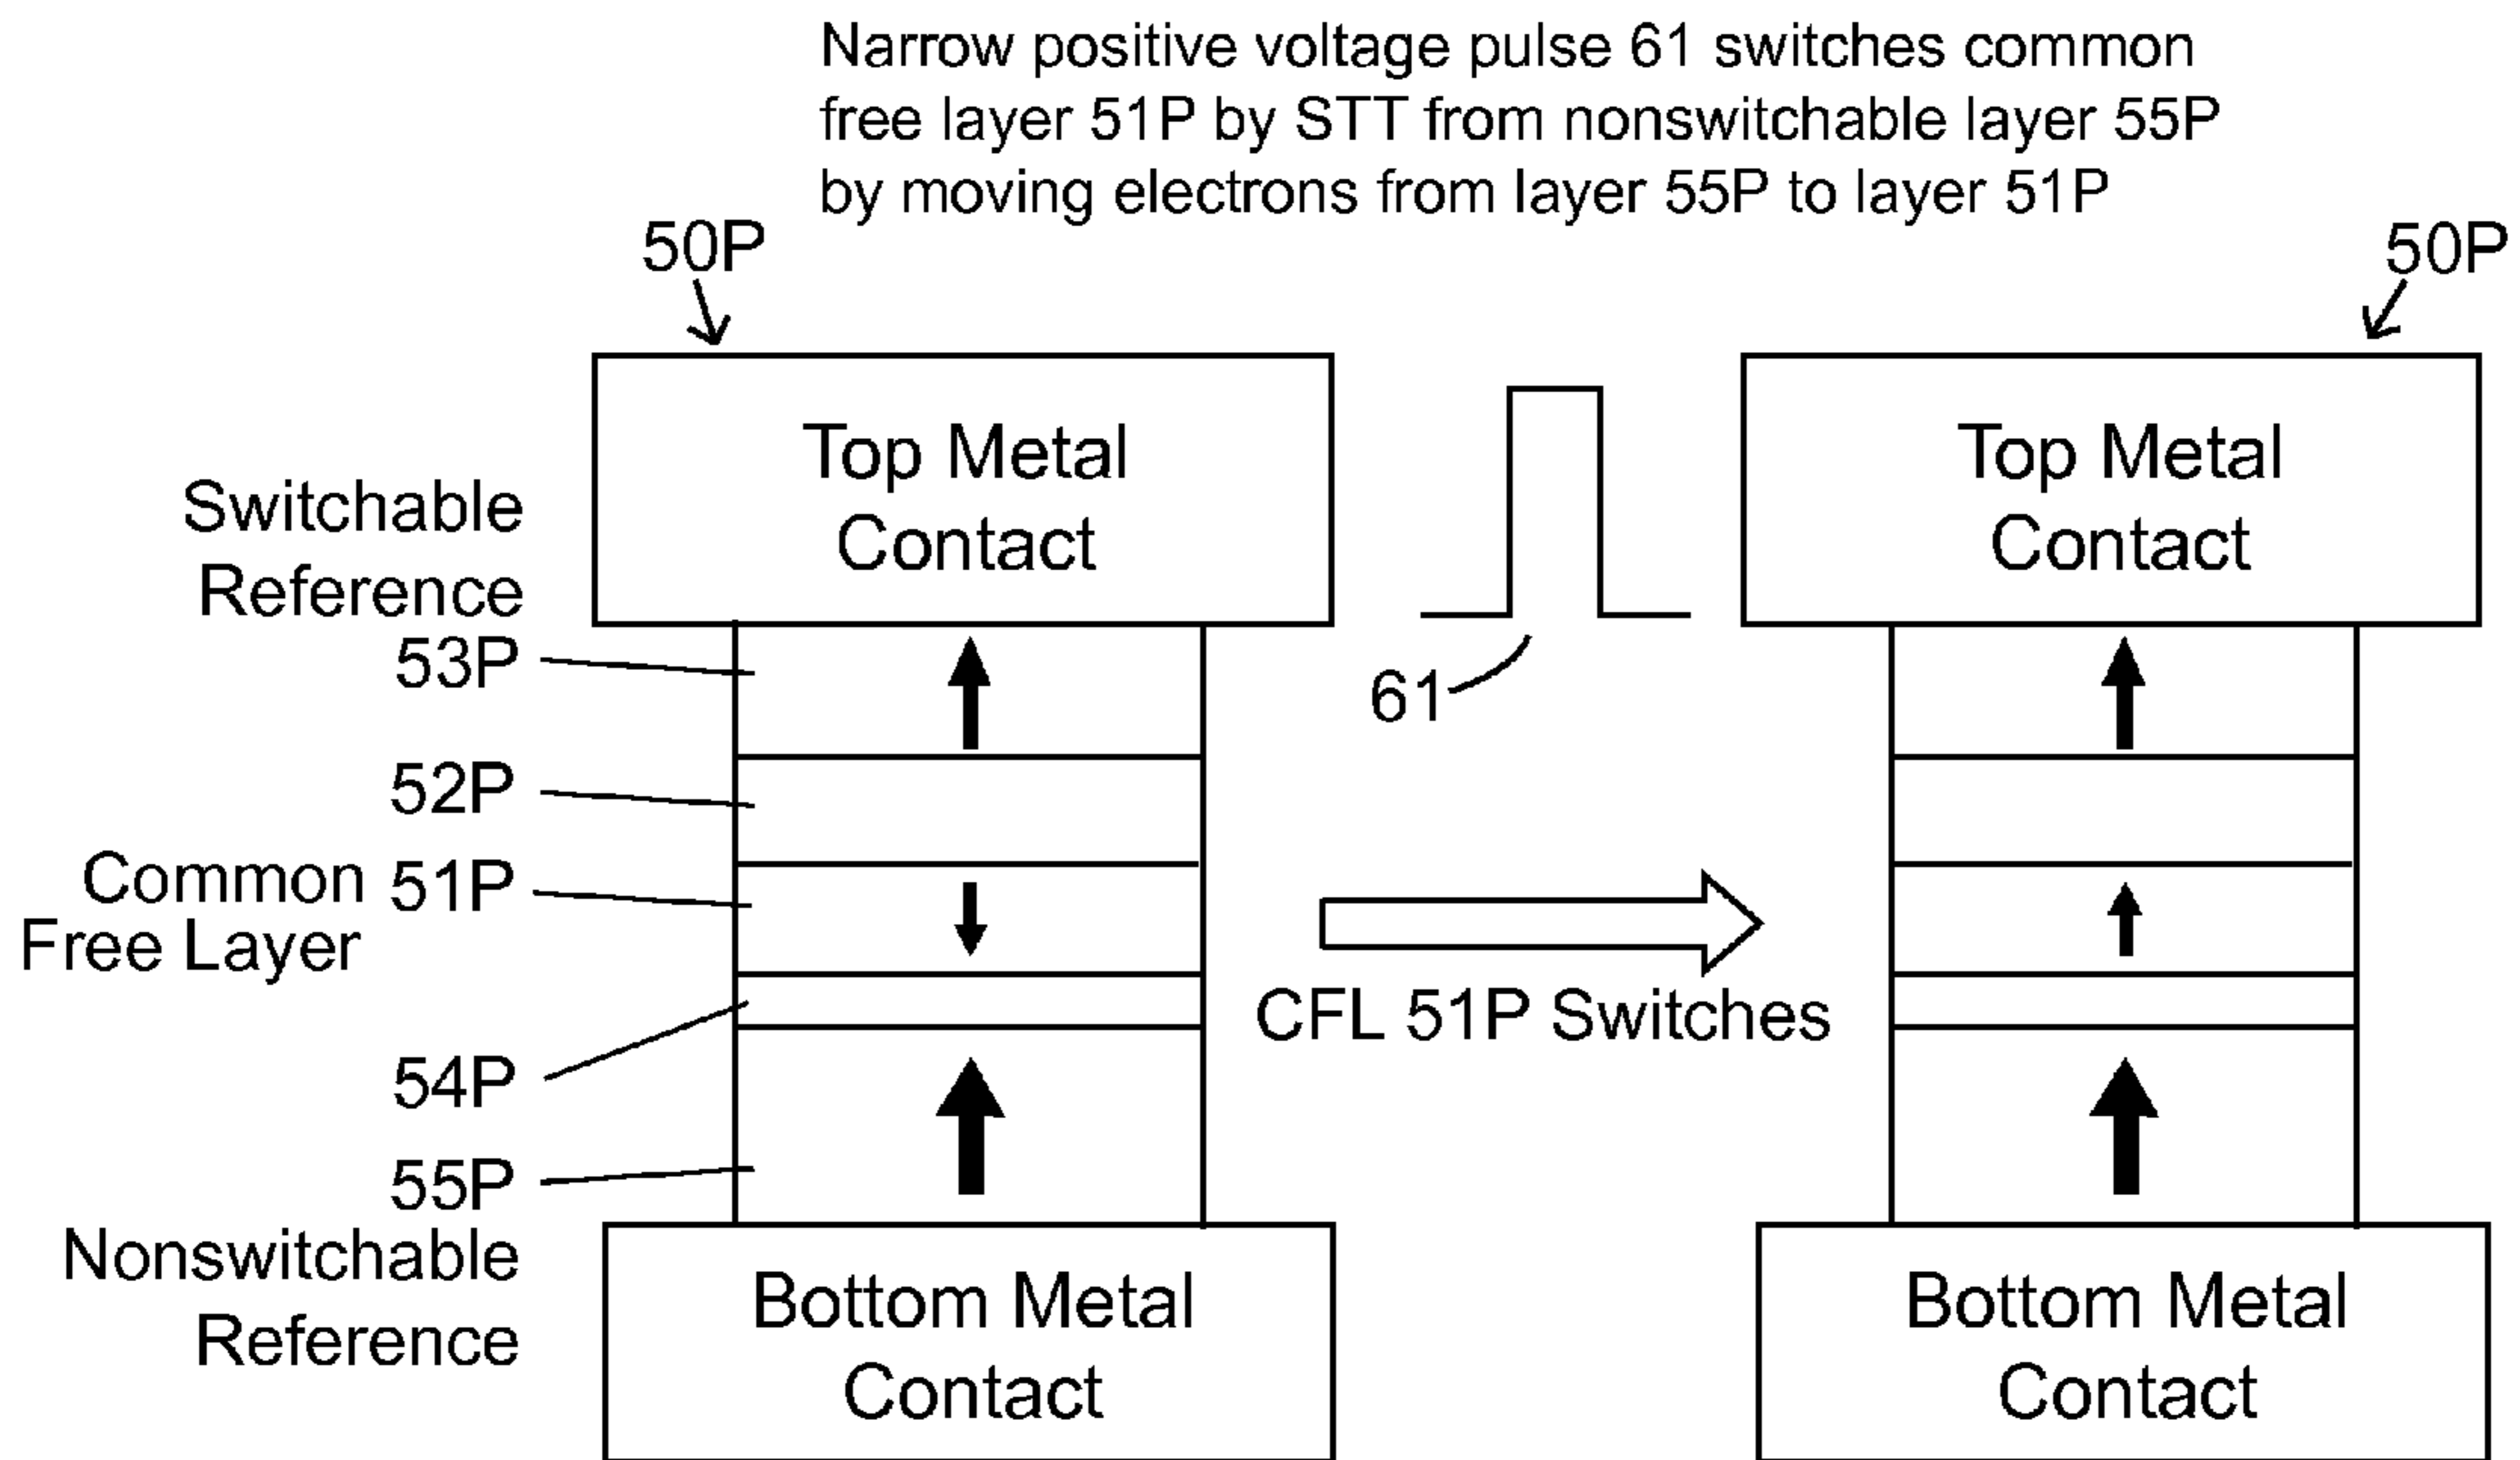 Narrow positive voltage pulse 61 switches common
free layer 51P by STT from nonswitchable layer 55P
by moving electrons from layer 55P to layer 51P
50P
50P
Top Metal
Contact
Top Metal
Contact
Switchable
Reference
53P
61
52P
Common 51P
Free Layer
CFL 51P Switches
54P
55P
Nonswitchable
Reference
Bottom Metal
Contact
Bottom Metal
Contact